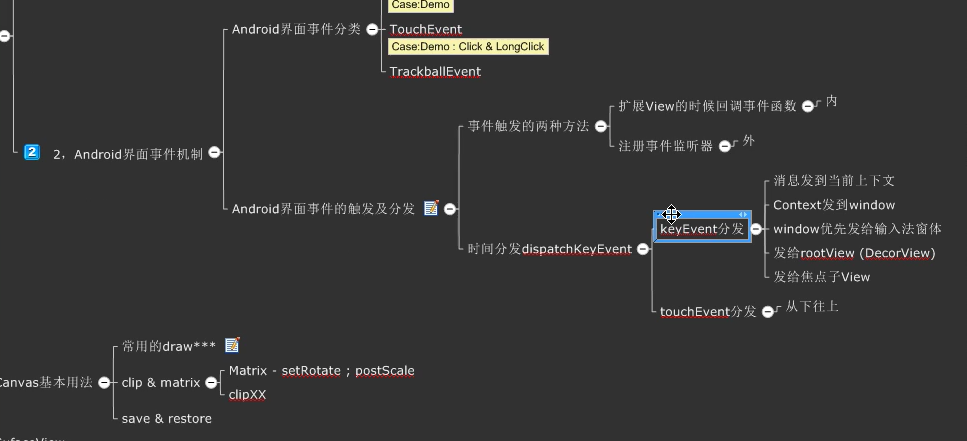 Case:Demo
Android界面事件分类
TouchEvent
Case:Demo : Click & LongClick
TrackballEvent
2
2，Android界面事件机制
事件触发的两种方法
扩展View的时候回调事件函数
内
注册事件监听器
外
Android界面事件的触发及分发
时间分发dispatchKeyEvent
keyEvent分发
消息发到当前上下文
Context发到window
window优先发给输入法窗体
发给rootView (DecorView)
发给焦点子View
touchEvent分发
从下往上
Canvas基本用法
常用的draw***
clip & matrix
Matrix - setRotate ; postScale
clipXX
save & restore